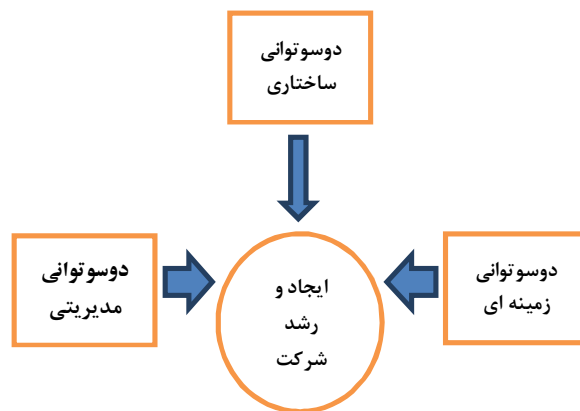 دوسوتوانی
ساختاری
دوسوتوانی
زمینه ای
ایجاد و
رشد
شرکت
دوسوتوانی
مدیریتی